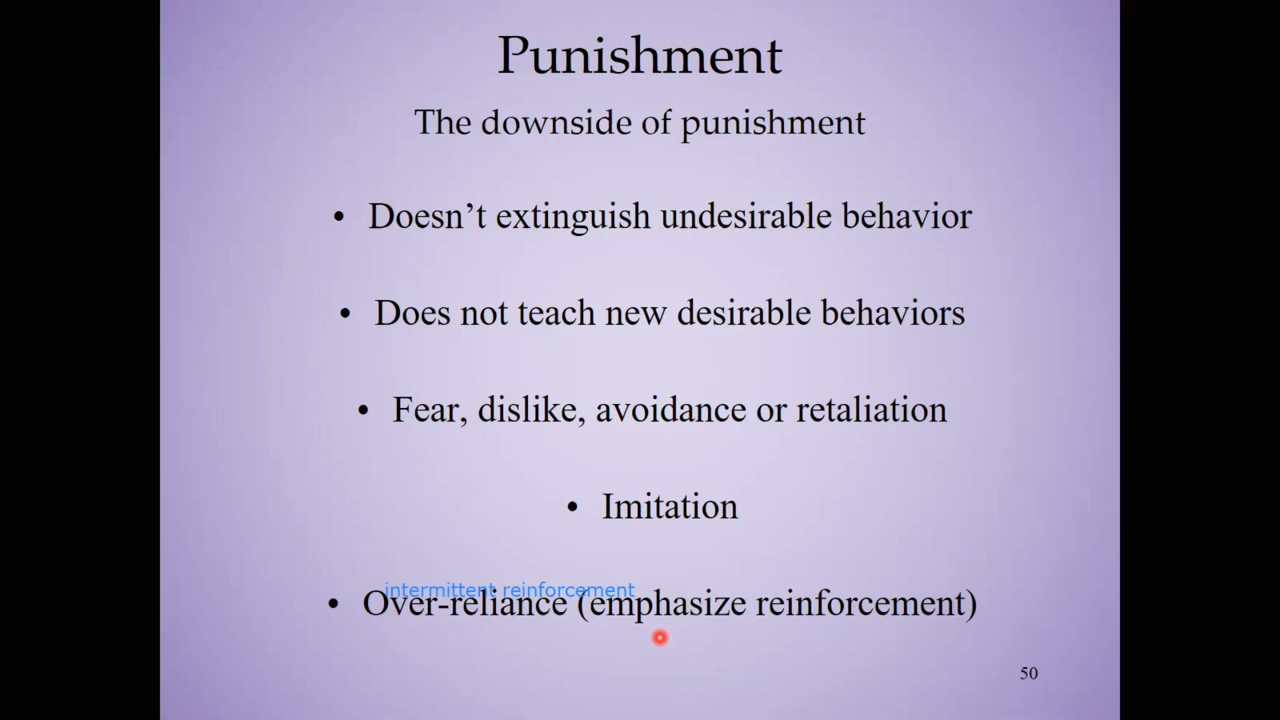 Punishment
The downside of punishment
• Doesn’t extinguish undesirable behavior
• Does not teach new desirable behaviors
• Fear, dislike, avoidance or retaliation
• Imitation
intermittent reinforcement
• Over-reliance (emphasize reinforcement)
50